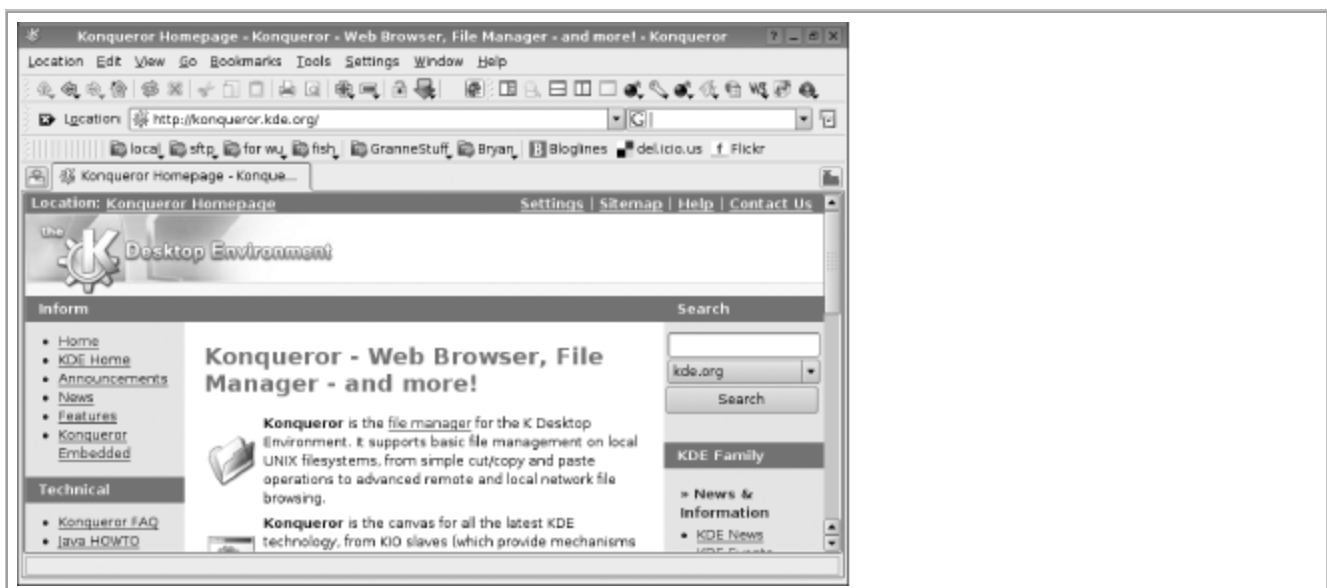 Konqueror Homepage - Konqueror - Web Browser, File Manager - and more! - Konqueror
Location Edit View Go Bookmarks Tools Settings Window Help
Location: http://konqueror.kde.org/
local sftp for wu fish GranneStuff Bryan Bloglines del.icio.us Flickr
Konqueror Homepage - Konque...
Location: Konqueror Homepage Settings | Sitemap | Help | Contact Us
the K Desktop Environment
Inform
Home
KDE Home
Announcements
News
Features
Konqueror
Embedded
Technical
Konqueror FAQ
Java HOWTO
Konqueror - Web Browser, File
Manager - and more!
Konqueror is the file manager for the K Desktop
Environment. It supports basic file management on local
UNIX filesystems, from simple cut/copy and paste
operations to advanced remote and local network file
browsing.
Konqueror is the canvas for all the latest KDE
technology, from KIO slaves (which provide mechanisms
Search
kde.org
Search
KDE Family
» News &
Information
KDE News